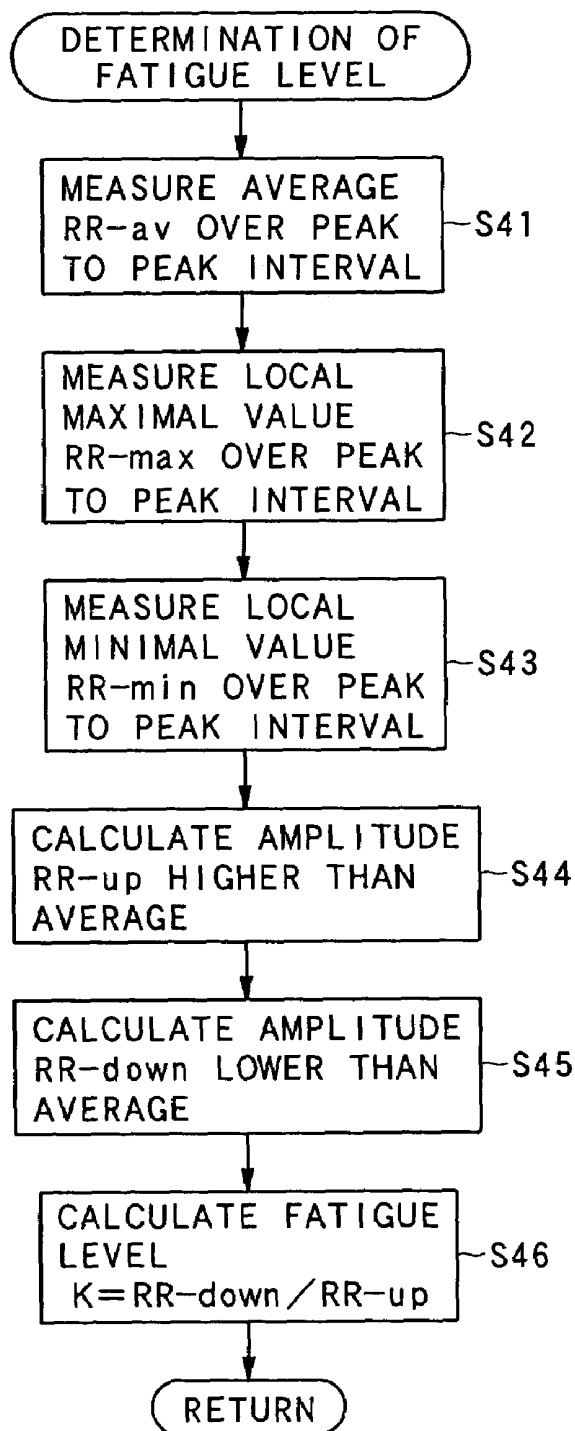 DETERMINATION OF
FATIGUE LEVEL
MEASURE AVERAGE
RR-av OVER PEAK
TO PEAK INTERVAL
S41
MEASURE LOCAL
MAXIMAL VALUE
RR-max OVER PEAK
TO PEAK INTERVAL
S42
MEASURE LOCAL
MINIMAL VALUE
RR-min OVER PEAK
TO PEAK INTERVAL
S43
CALCULATE AMPLITUDE
RR-up HIGHER THAN
AVERAGE
S44
CALCULATE AMPLITUDE
RR-down LOWER THAN
AVERAGE
S45
CALCULATE FATIGUE
LEVEL
K=RR-down/RR-up
S46
RETURN